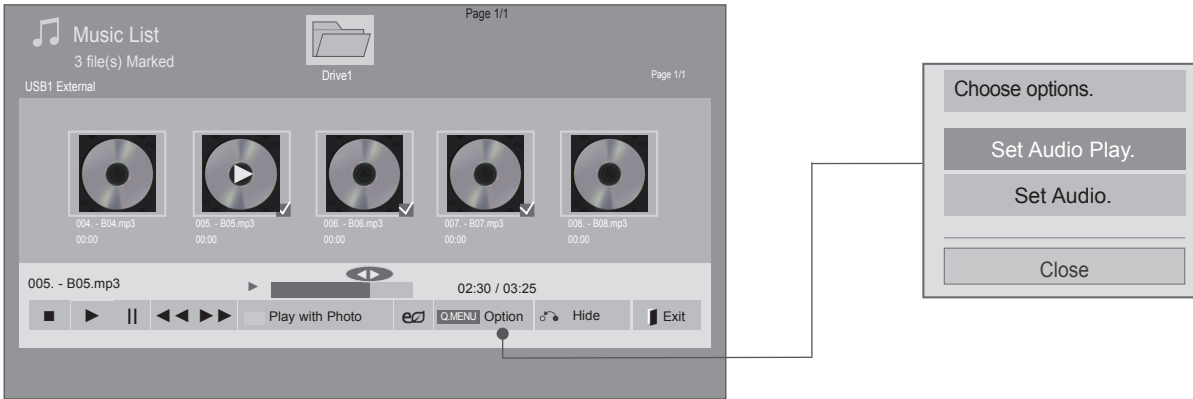 Page 1/1
Music List
3 file(s) Marked
Drive1
Page 1/1
USB1 External
004. - B04.mp3
00:00
005. - B05.mp3
00:00
006. - B06.mp3
00:00
007. - B07.mp3
00:00
008. - B08.mp3
00:00
005. - B05.mp3
02:30 / 03:25
Play with Photo
e
Q.MENU Option
Hide
Exit
Choose options.
Set Audio Play.
Set Audio.
Close